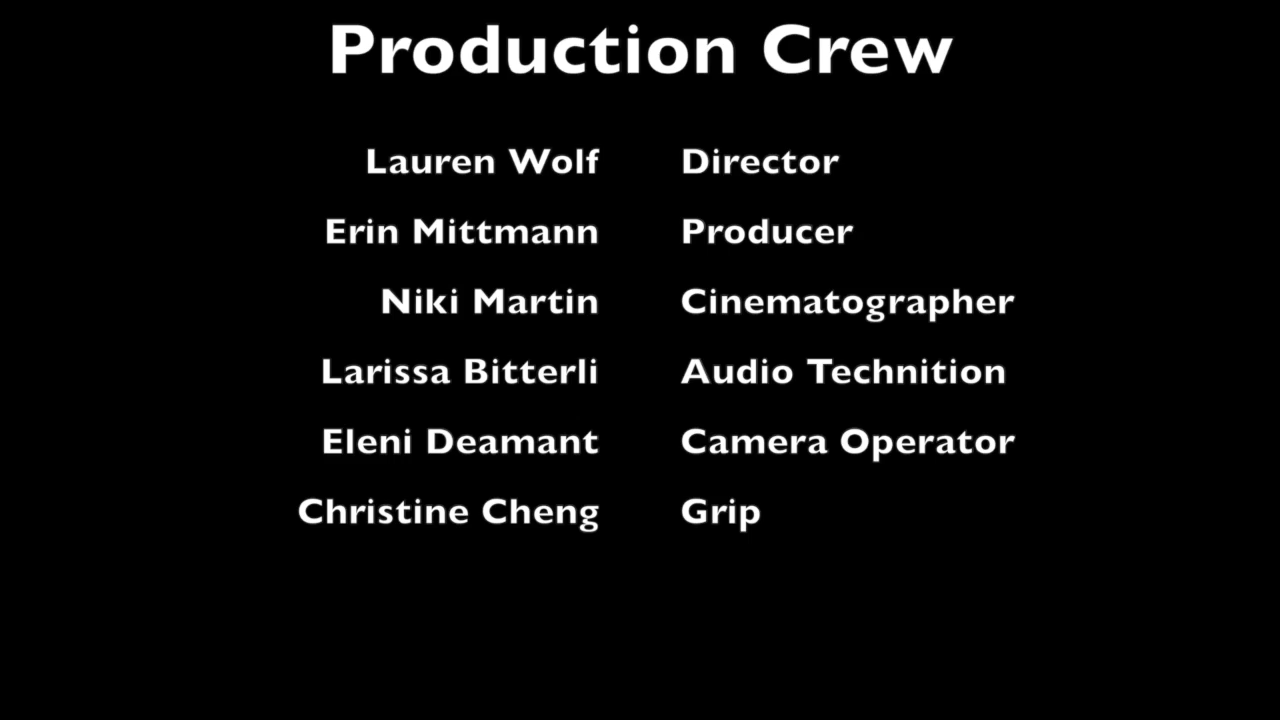 Production Crew
Lauren Wolf Director
Erin Mittmann Producer
Niki Martin Cinematographer
Larissa Bitterli Audio Technition
Eleni Deamant Camera Operator
Christine Cheng Grip